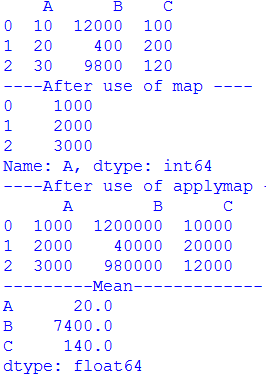 A      B    C
0  10  12000  100
1  20    400  200
2  30   9800  120
----After use of map ----
0    1000
1    2000
2    3000
Name: A, dtype: int64
----After use of applymap -
      A        B      C
0  1000  1200000  10000
1  2000    40000  20000
2  3000   980000  12000
---------Mean-------------
A      20.0
B    7400.0
C     140.0
dtype: float64